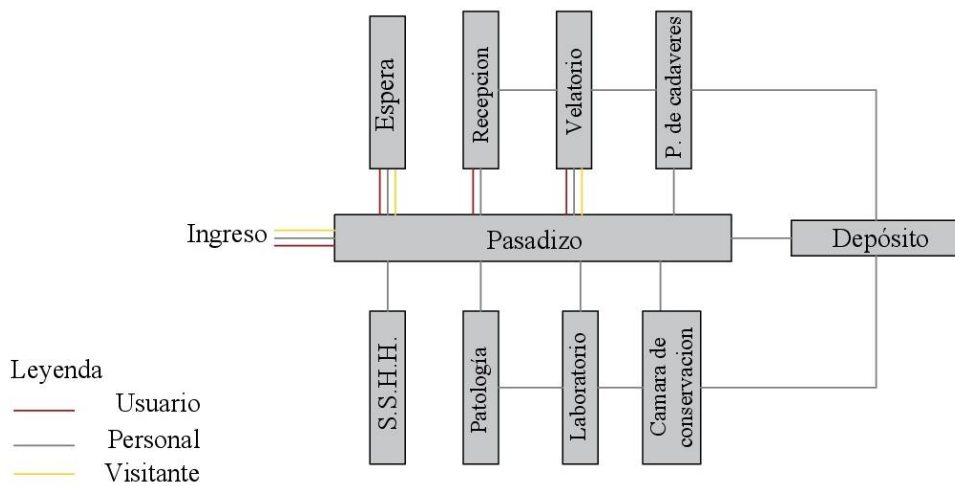 Espera
Recepcion
Velatorio
P. de cadaveres
Ingreso
Pasadizo
Depósito
S.S.H.H.
Patología
Laboratorio
Camara de
conservacion
Leyenda
Usuario
Personal
Visitante